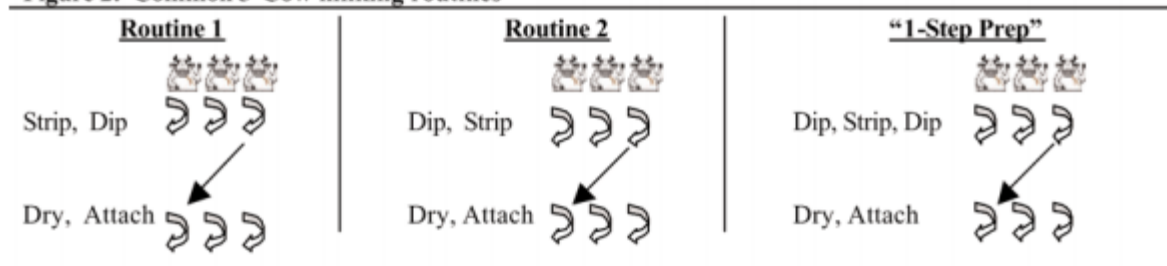 Routine 1
Routine 2
“1-Step Prep”
Strip, Dip
Dip, Strip
Dip, Strip, Dip
Dry, Attach
Dry, Attach
Dry, Attach